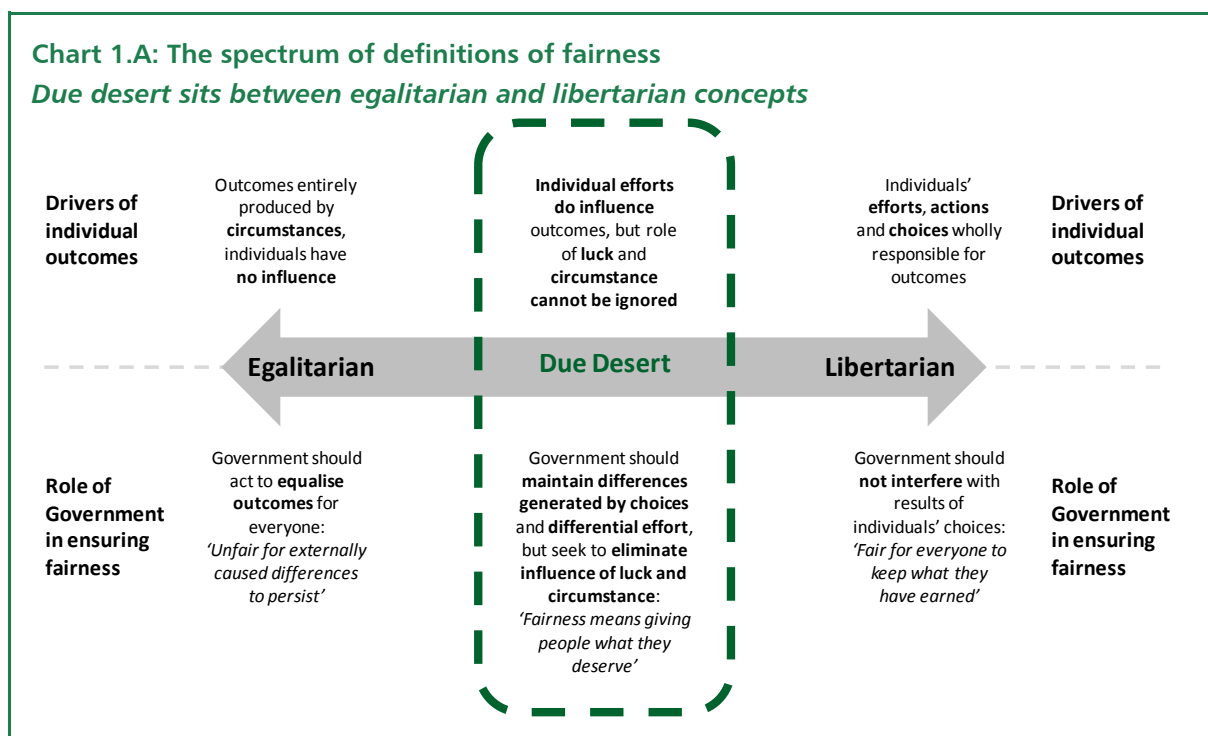 Chart 1.A: The spectrum of definitions of fairness
Due desert sits between egalitarian and libertarian concepts
Drivers of
individual
outcomes
Outcomes entirely
produced by
circumstances,
individuals have
no influence
Individual efforts
do influence
outcomes, but role
of luck and
circumstance
cannot be ignored
Individuals’
efforts, actions
and choices wholly
responsible for
outcomes
Drivers of
individual
outcomes
Egalitarian
Due Desert
Libertarian
Role of
Government
in ensuring
fairness
Government should
act to equalise
outcomes for
everyone:
‘Unfair for externally
caused differences
to persist’
Government should
maintain differences
generated by choices
and differential effort,
but seek to eliminate
influence of luck and
circumstance:
‘Fairness means giving
people what they
deserve’
Government should
not interfere with
results of
individuals’ choices:
‘Fair for everyone to
keep what they
have earned’
Role of
Government
in ensuring
fairness